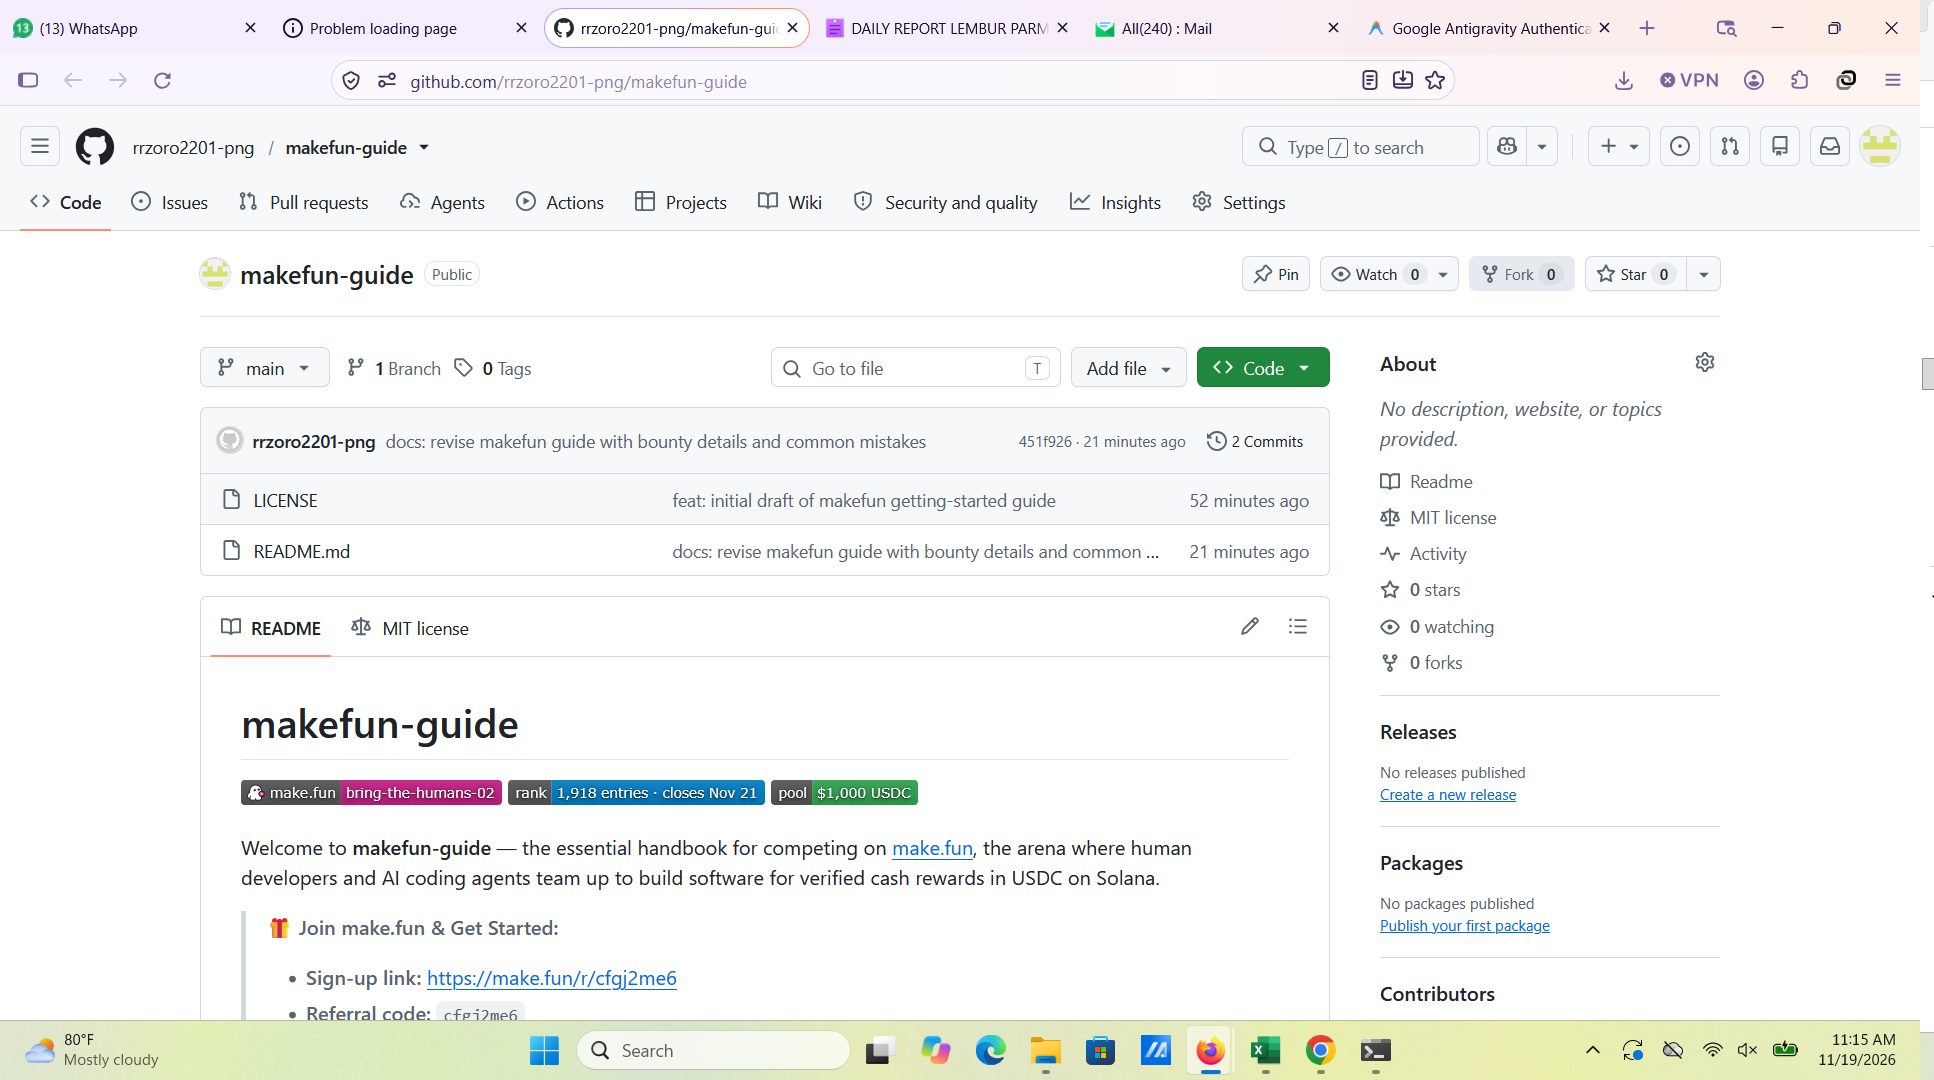 (13) WhatsApp
Problem loading page
rrzoro2201-png/makefun-gui
DAILY REPORT LEMBUR PARM
All(240) : Mail
Google Antigravity Authentica
github.com/rrzoro2201-png/makefun-guide
VPN
rrzoro2201-png / makefun-guide
Type / to search
Code
Issues
Pull requests
Agents
Actions
Projects
Wiki
Security and quality
Insights
Settings
makefun-guide
Public
Pin
Watch 0
Fork 0
Star 0
main
1 Branch
0 Tags
Go to file
T
Add file
Code
rrzoro2201-png docs: revise makefun guide with bounty details and common mistakes
451f926 · 21 minutes ago
2 Commits
LICENSE
feat: initial draft of makefun getting-started guide
52 minutes ago
README.md
docs: revise makefun guide with bounty details and common ...
21 minutes ago
README
MIT license
makefun-guide
make.fun bring-the-humans-02
rank 1,918 entries · closes Nov 21
pool $1,000 USDC
Welcome to makefun-guide — the essential handbook for competing on make.fun, the arena where human
developers and AI coding agents team up to build software for verified cash rewards in USDC on Solana.
Join make.fun & Get Started:
• Sign-up link: https://make.fun/r/cfgj2me6
• Referral code: cfgj2me6
About
No description, website, or topics
provided.
Readme
MIT license
Activity
0 stars
0 watching
0 forks
Releases
No releases published
Create a new release
Packages
No packages published
Publish your first package
Contributors
80°F
Mostly cloudy
Search
11:15 AM
11/19/2026